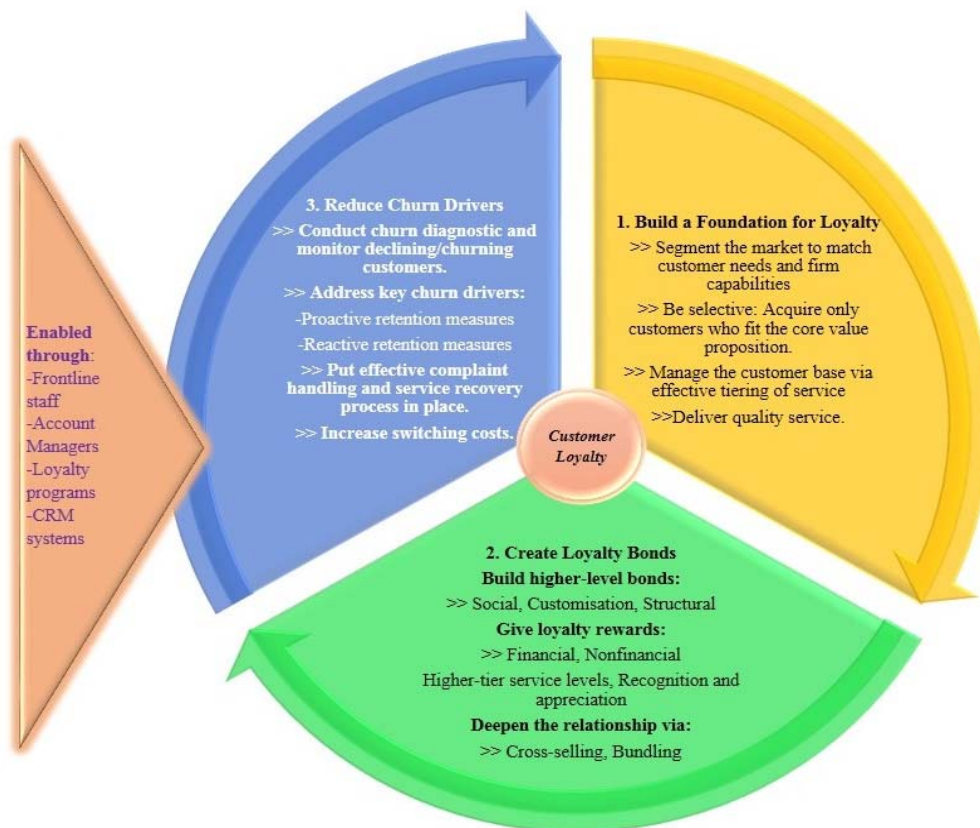 Enabled
through:
-Frontline
staff
-Account
Managers
-Loyalty
programs
-CRM
systems
3. Reduce Churn Drivers
>> Conduct churn diagnostic and
monitor declining/churning
customers.
>> Address key churn drivers:
-Proactive retention measures
-Reactive retention measures
>> Put effective complaint
handling and service recovery
process in place.
>> Increase switching costs.
1. Build a Foundation for Loyalty
>> Segment the market to match
customer needs and firm
capabilities
>> Be selective: Acquire only
customers who fit the core value
proposition.
>> Manage the customer base via
effective tiering of service
>>Deliver quality service.
Customer
Loyalty
2. Create Loyalty Bonds
Build higher-level bonds:
>> Social, Customisation, Structural
Give loyalty rewards:
>> Financial, Nonfinancial
Higher-tier service levels, Recognition and
appreciation
Deepen the relationship via:
>> Cross-selling, Bundling